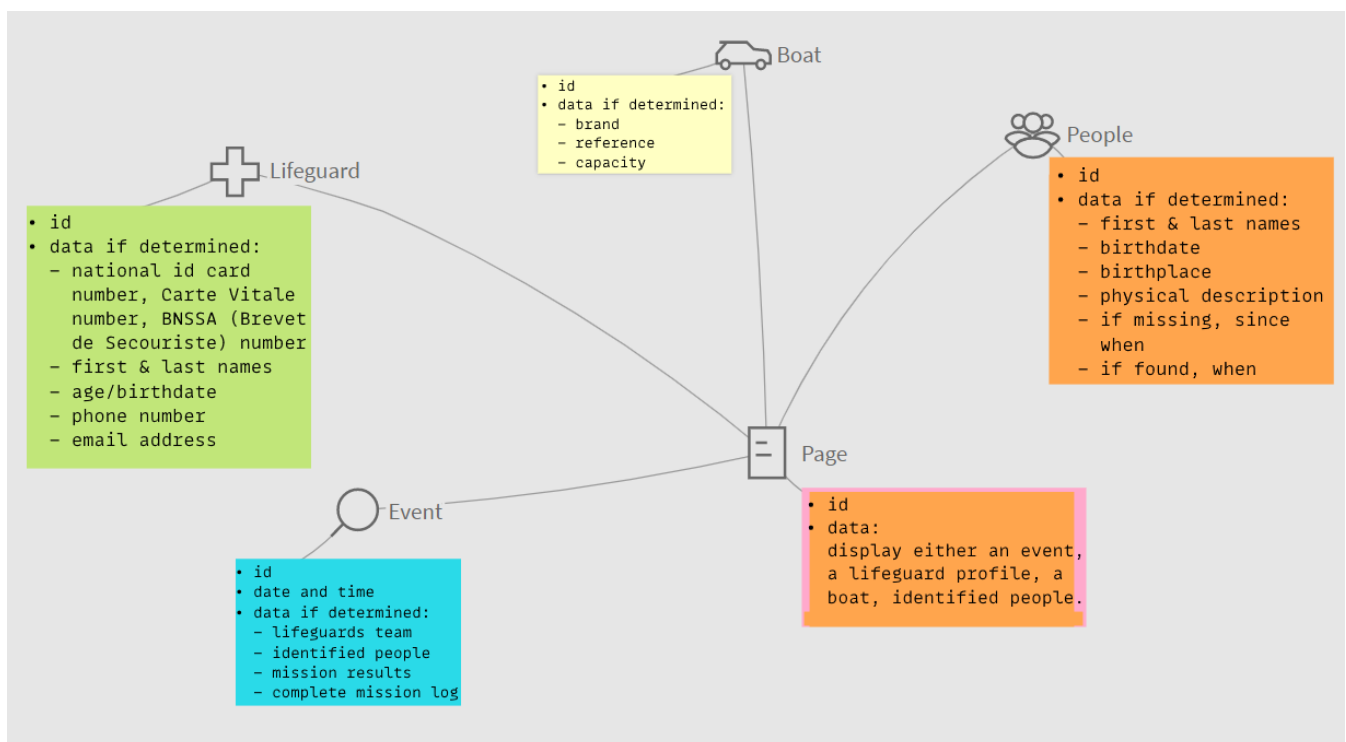 Boat
• id
• data if determined:
– brand
– reference
– capacity
People
• id
• data if determined:
– first & last names
– birthdate
– birthplace
– physical description
– if missing, since
when
– if found, when
Lifeguard
• id
• data if determined:
– national id card
number, Carte Vitale
number, BNSSA (Brevet
de Secouriste) number
– first & last names
– age/birthdate
– phone number
– email address
Page
• id
• data:
display either an event,
a lifeguard profile, a
boat, identified people.
Event
• id
• date and time
• data if determined:
– lifeguards team
– identified people
– mission results
– complete mission log